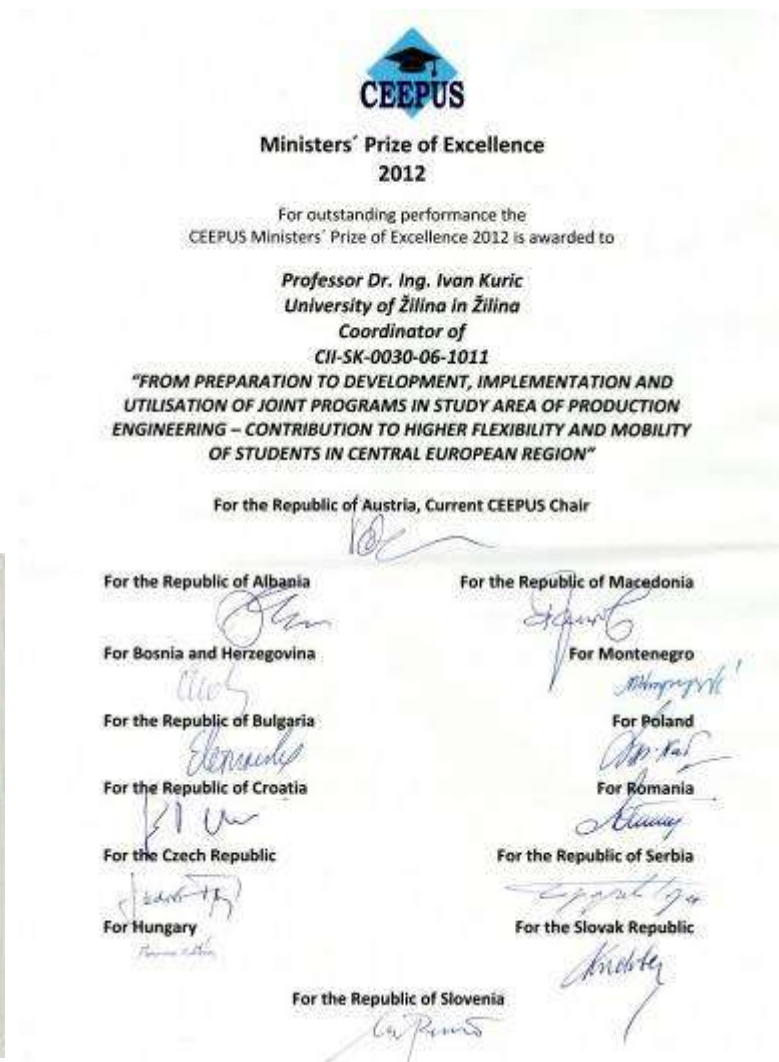 CEEPUS
Ministers´ Prize of Excellence
2012
For outstanding performance the
CEEPUS Ministers´ Prize of Excellence 2012 is awarded to
Professor Dr. Ing. Ivan Kuric
University of Žilina in Žilina
Coordinator of
CII-SK-0030-06-1011
"FROM PREPARATION TO DEVELOPMENT, IMPLEMENTATION AND
UTILISATION OF JOINT PROGRAMS IN STUDY AREA OF PRODUCTION
ENGINEERING – CONTRIBUTION TO HIGHER FLEXIBILITY AND MOBILITY
OF STUDENTS IN CENTRAL EUROPEAN REGION"
For the Republic of Austria, Current CEEPUS Chair
For the Republic of Albania
For the Republic of Macedonia
For Bosnia and Herzegovina
For Montenegro
For the Republic of Bulgaria
For Poland
For the Republic of Croatia
For Romania
For the Czech Republic
For the Republic of Serbia
For Hungary
For the Slovak Republic
For the Republic of Slovenia